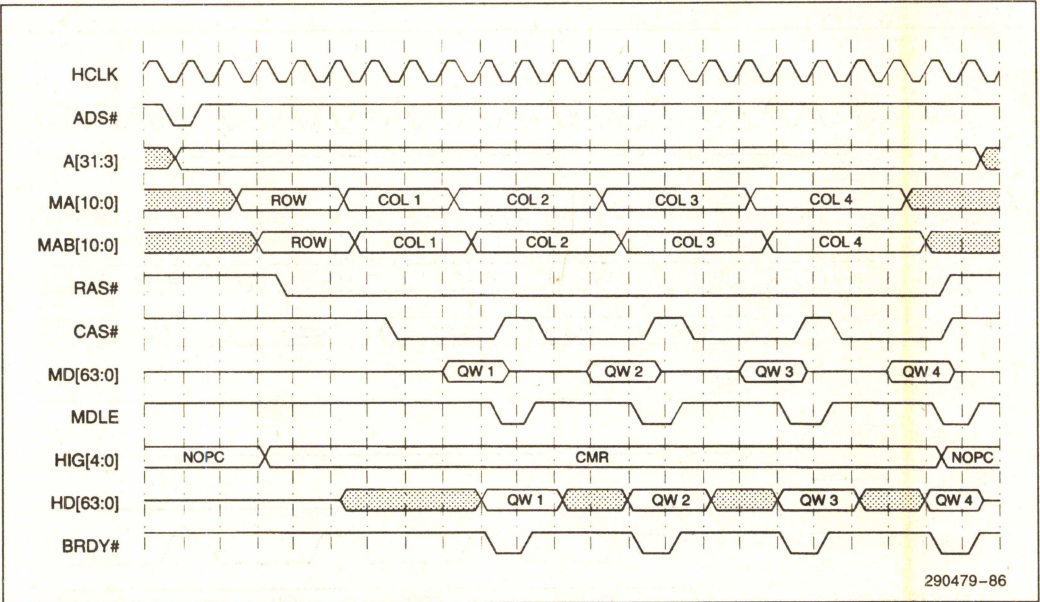 HCLK
ADS#
A[31:3]
MA[10:0] ROW COL 1 COL 2 COL 3 COL 4
MAB[10:0] ROW COL 1 COL 2 COL 3 COL 4
RAS#
CAS#
MD[63:0] QW 1 QW 2 QW 3 QW 4
MDLE
HIG[4:0] NOPC CMR NOPC
HD[63:0] QW 1 QW 2 QW 3 QW 4
BRDY#
290479-86